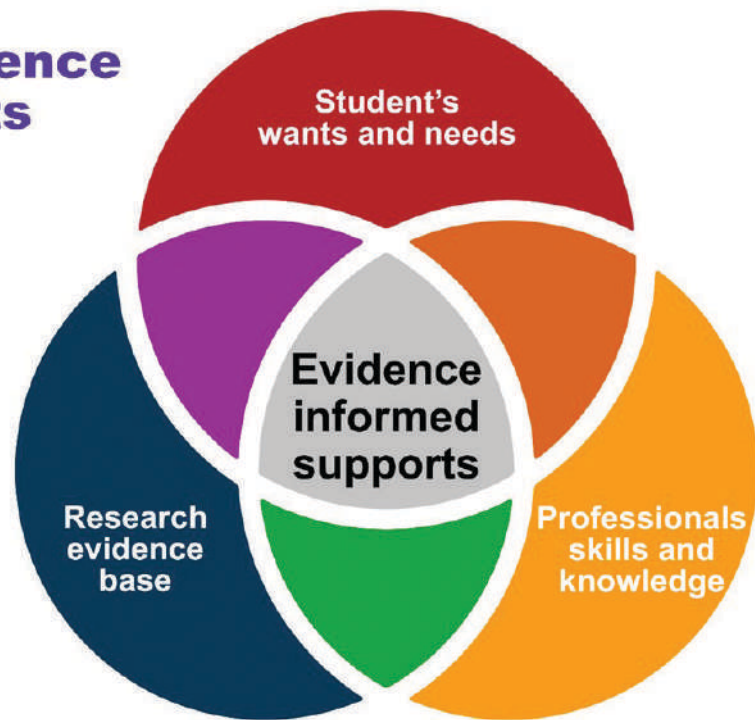 Student's
wants and needs
Evidence
informed
supports
Research
evidence
base
Professionals
skills and
knowledge